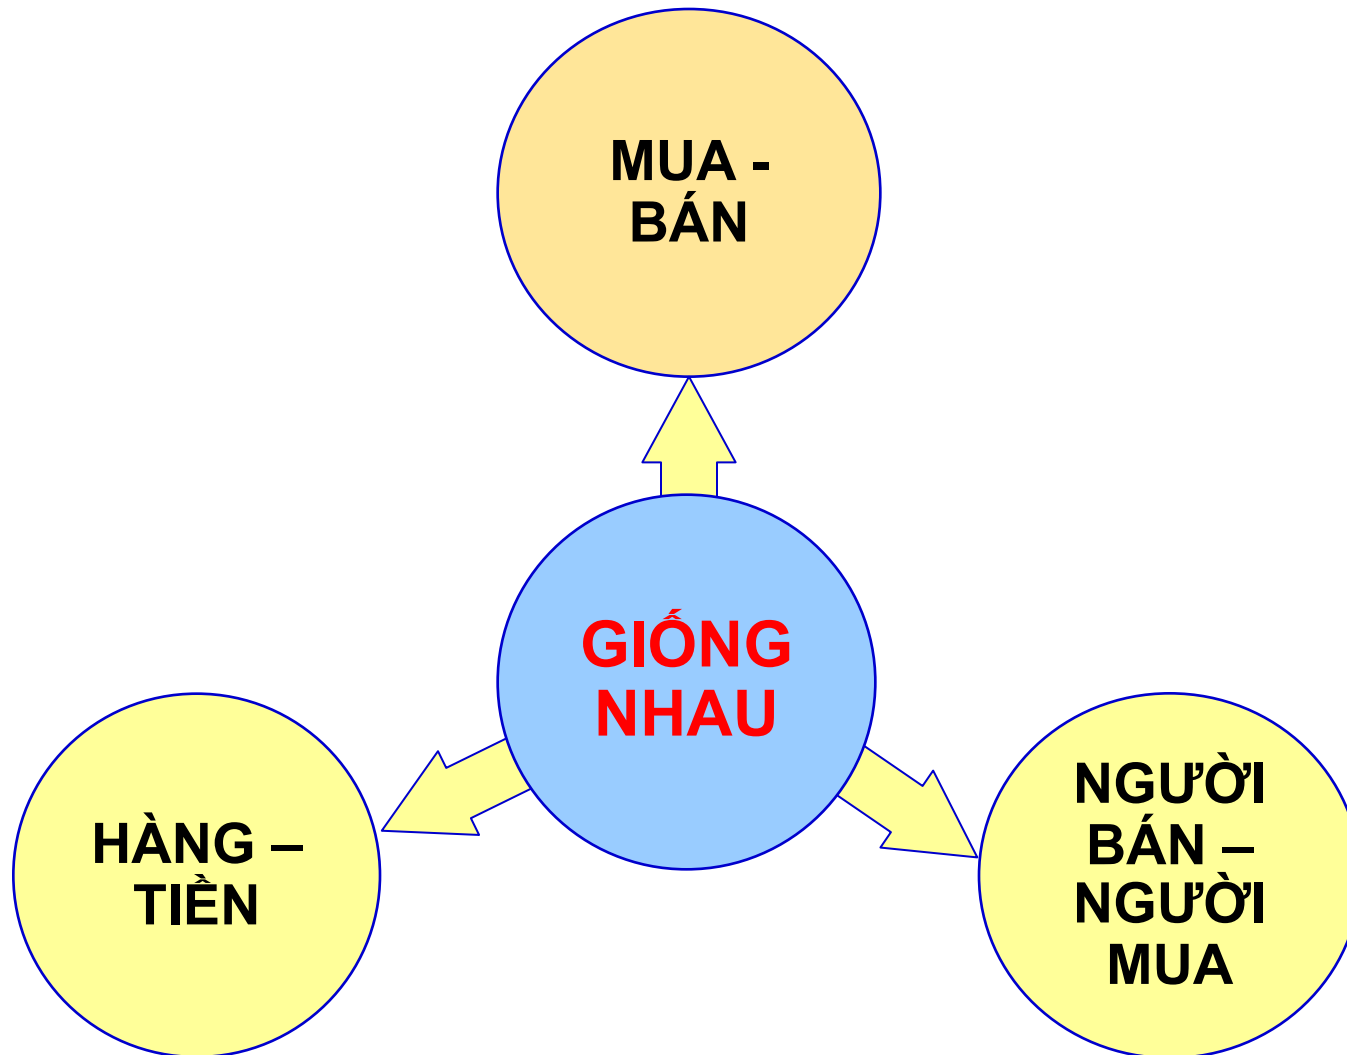 MUA -
BÁN
GIỐNG
NHAU
HÀNG –
TIỀN
NGƯỜI
BÁN –
NGƯỜI
MUA